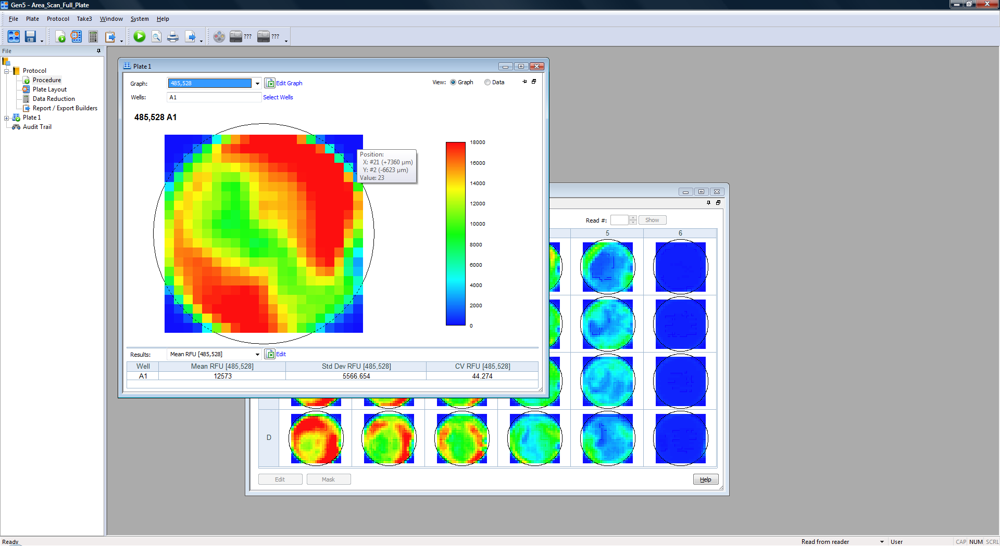 Gen5 - Area_Scan_Full_Plate
File Plate Protocol Take3 Window System Help
??? ???
File
Protocol
Procedure
Plate Layout
Data Reduction
Report / Export Builders
Plate 1
Audit Trail
Plate 1
Graph: 485,528 Edit Graph View: Graph Data
Wells: A1 Select Wells
485,528 A1
18000
16000
14000
12000
10000
8000
6000
4000
2000
0
Position:
X: #21 (+7360 µm)
Y: #2 (-6623 µm)
Value: 23
Results: Mean RFU [485,528] Edit
Well Mean RFU [485,528] Std Dev RFU [485,528] CV RFU [485,528]
A1 12573 5566.654 44.274
Read #: Show
5 6
D
Edit Mask Help
Ready Read from reader User CAP NUM SCRL